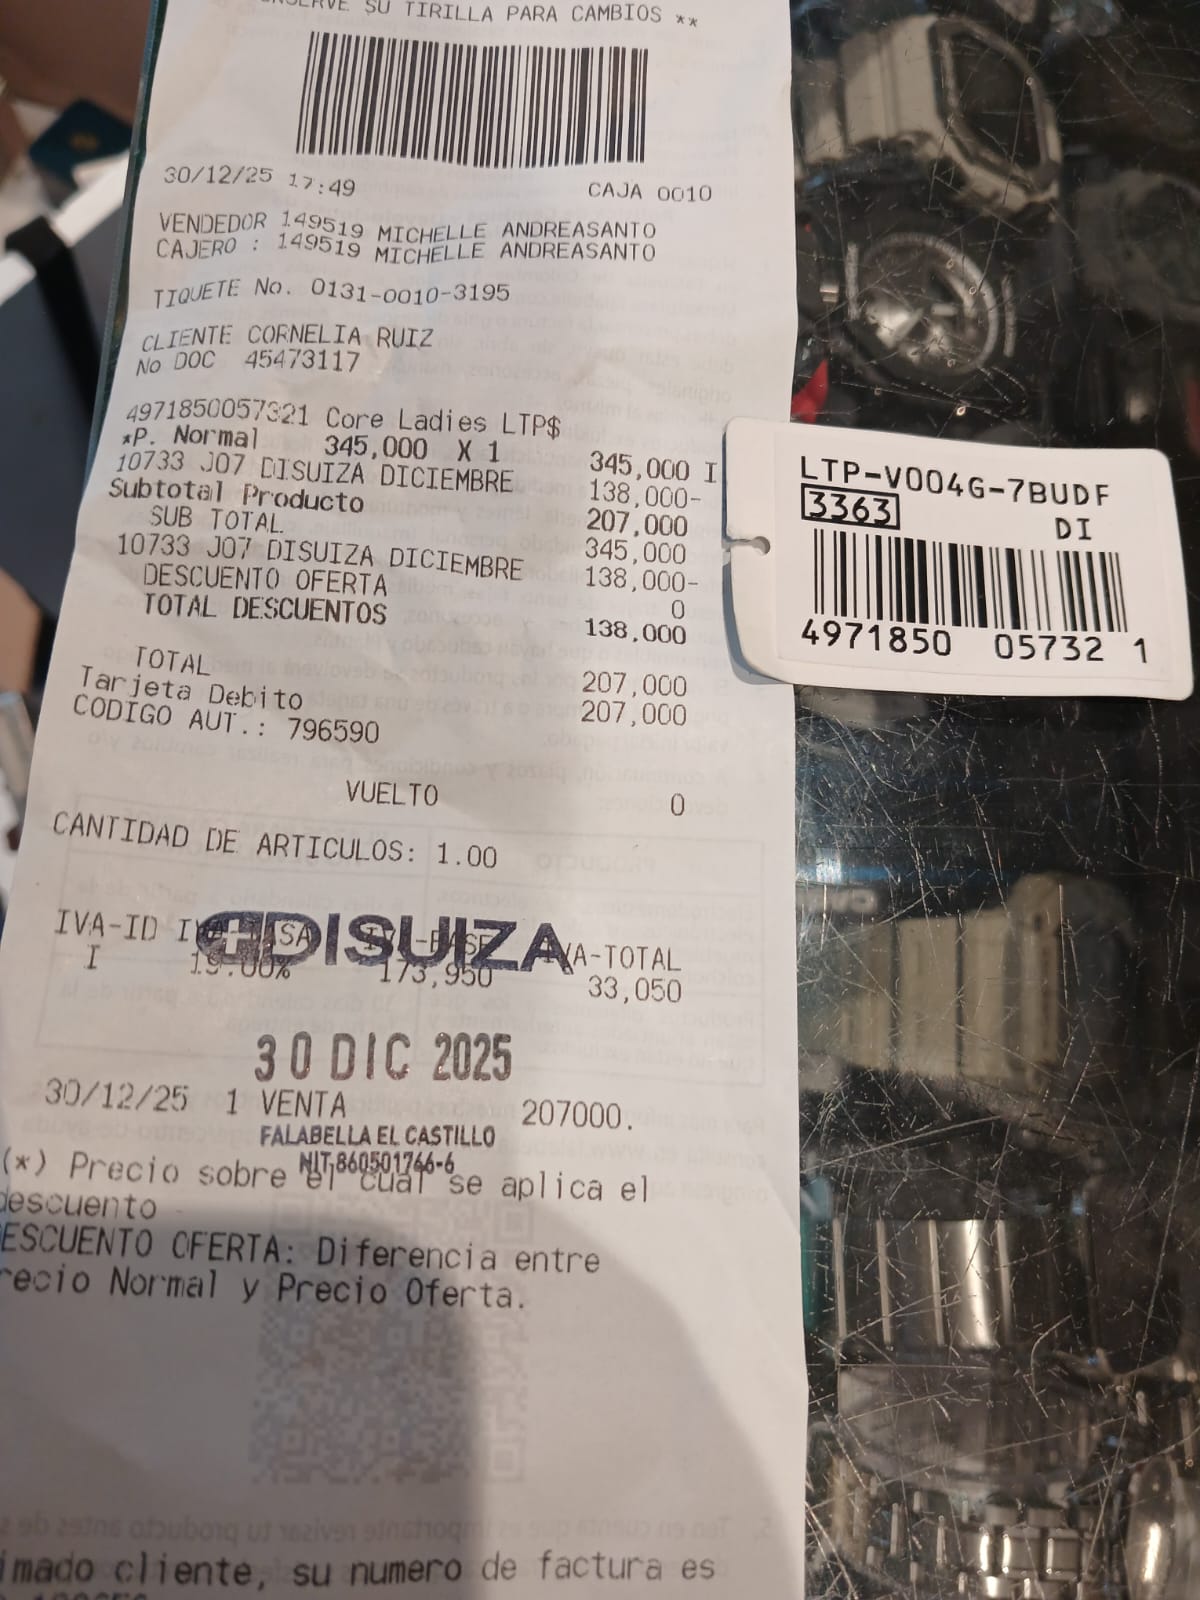 SU TIRILLA PARA CAMBIOS **
30/12/25 17:49 CAJA 0010
VENDEDOR 149519 MICHELLE ANDREASANTO
CAJERO : 149519 MICHELLE ANDREASANTO
TIQUETE No. 0131-0010-3195
CLIENTE CORNELIA RUIZ
No DOC 45473117
4971850057321 Core Ladies LTP$
*P. Normal 345,000 X 1 345,000 I
10733 J07 DISUIZA DICIEMBRE 138,000-
Subtotal Producto 207,000
SUB TOTAL 345,000
10733 J07 DISUIZA DICIEMBRE 138,000-
DESCUENTO OFERTA 0
TOTAL DESCUENTOS 138,000
TOTAL 207,000
Tarjeta Debito 207,000
CODIGO AUT.: 796590
VUELTO 0
CANTIDAD DE ARTICULOS: 1.00
IVA-ID IVA-TOTAL
DISUIZA
I 19.00% 173,950 33,050
30 DIC 2025
30/12/25 1 VENTA 207000.
FALABELLA EL CASTILLO
NIT.860501766-6
(*) Precio sobre el cual se aplica el
descuento
ESCUENTO OFERTA: Diferencia entre
recio Normal y Precio Oferta.
imado cliente, su numero de factura es
LTP-V004G-7BUDF
3363 DI
4971850 05732 1